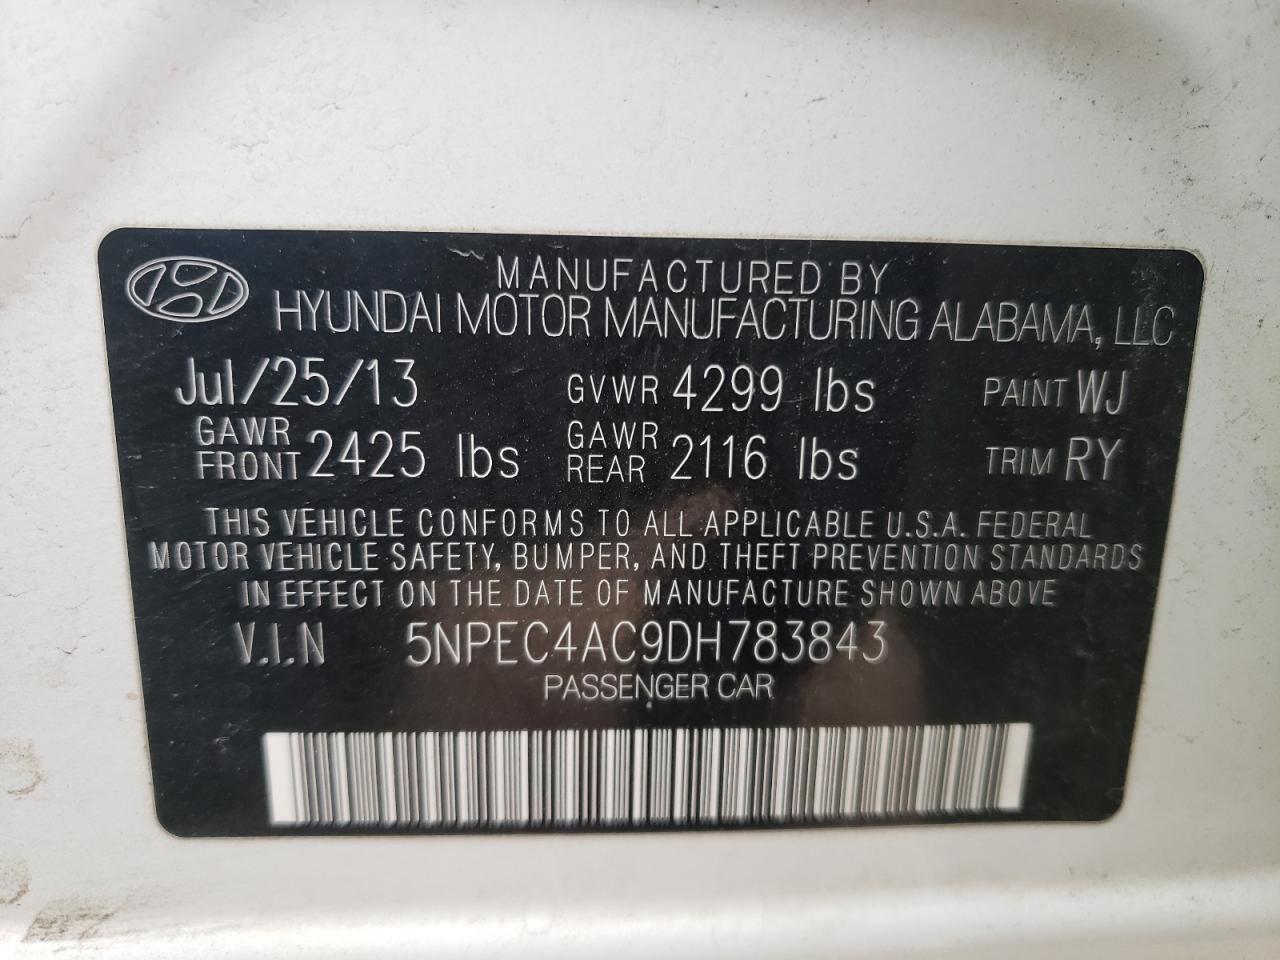 MANUFACTURED BY
HYUNDAI MOTOR MANUFACTURING ALABAMA, LLC
Jul/25/13 GVWR 4299 lbs PAINT WJ
GAWR FRONT 2425 lbs GAWR REAR 2116 lbs TRIM RY
THIS VEHICLE CONFORMS TO ALL APPLICABLE U.S.A. FEDERAL
MOTOR VEHICLE SAFETY, BUMPER, AND THEFT PREVENTION STANDARDS
IN EFFECT ON THE DATE OF MANUFACTURE SHOWN ABOVE
V.I.N 5NPEC4AC9DH783843
PASSENGER CAR